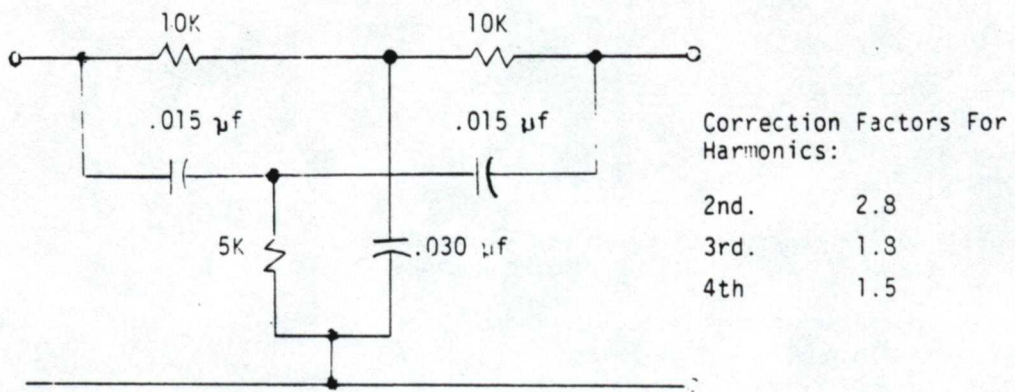 10K
10K
.015 µf
.015 µf
5K
.030 µf
Correction Factors For
Harmonics:
2nd. 2.8
3rd. 1.8
4th 1.5